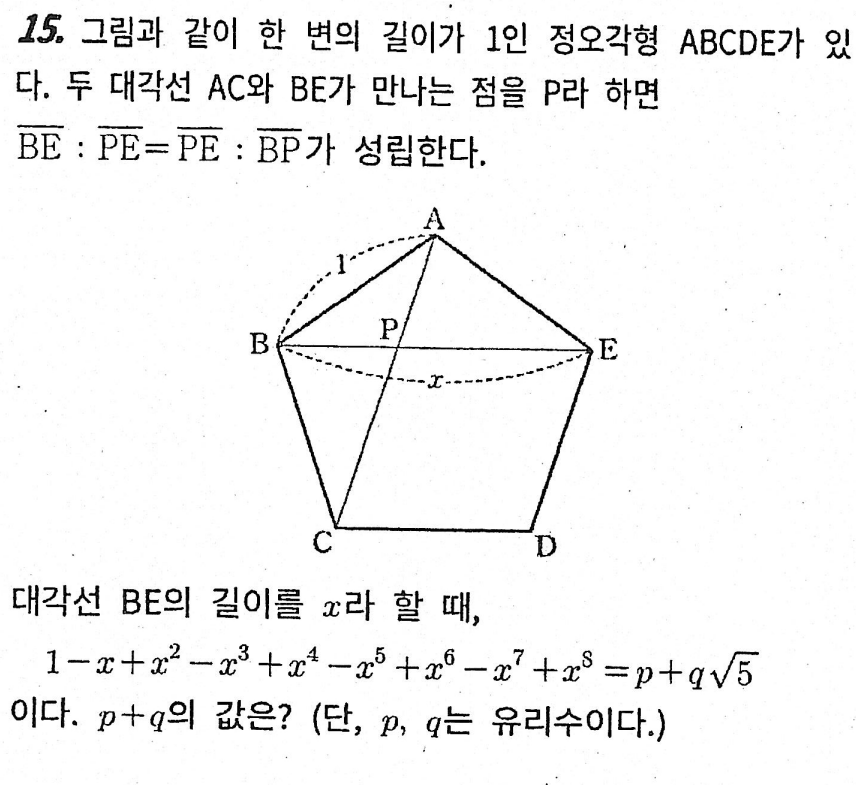 15. 그림과 같이 한 변의 길이가 1인 정오각형 ABCDE가 있
다. 두 대각선 AC와 BE가 만나는 점을 P라 하면
$\overline{BE} : \overline{PE} = \overline{PE} : \overline{BP}$가 성립한다.
A
1
P
B
E
x
C
D
대각선 BE의 길이를 x라 할 때,
$1-x+x^2-x^3+x^4-x^5+x^6-x^7+x^8=p+q\sqrt{5}$
이다. p+q의 값은? (단, p, q는 유리수이다.)